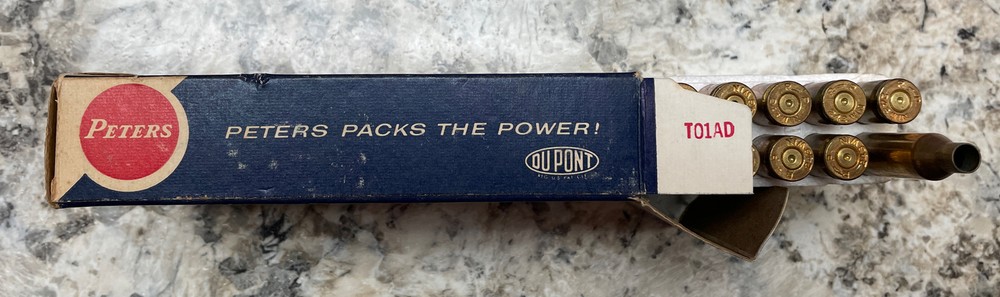 PETERS
PETERS PACKS THE POWER!
DU PONT
T01AD